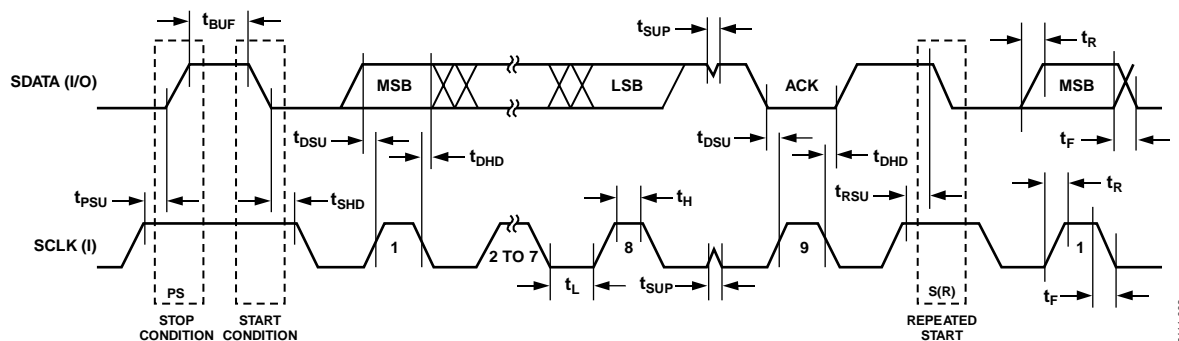 tBUF
tSUP
tR
SDATA (I/O)
MSB
LSB
ACK
MSB
tDSU
tDHD
tDSU
tDHD
tF
tPSU
tSHD
tH
tRSU
tR
SCLK (I)
1
2 TO 7
8
9
1
tL
tSUP
tF
PS
S(R)
STOP
CONDITION
START
CONDITION
REPEATED
START